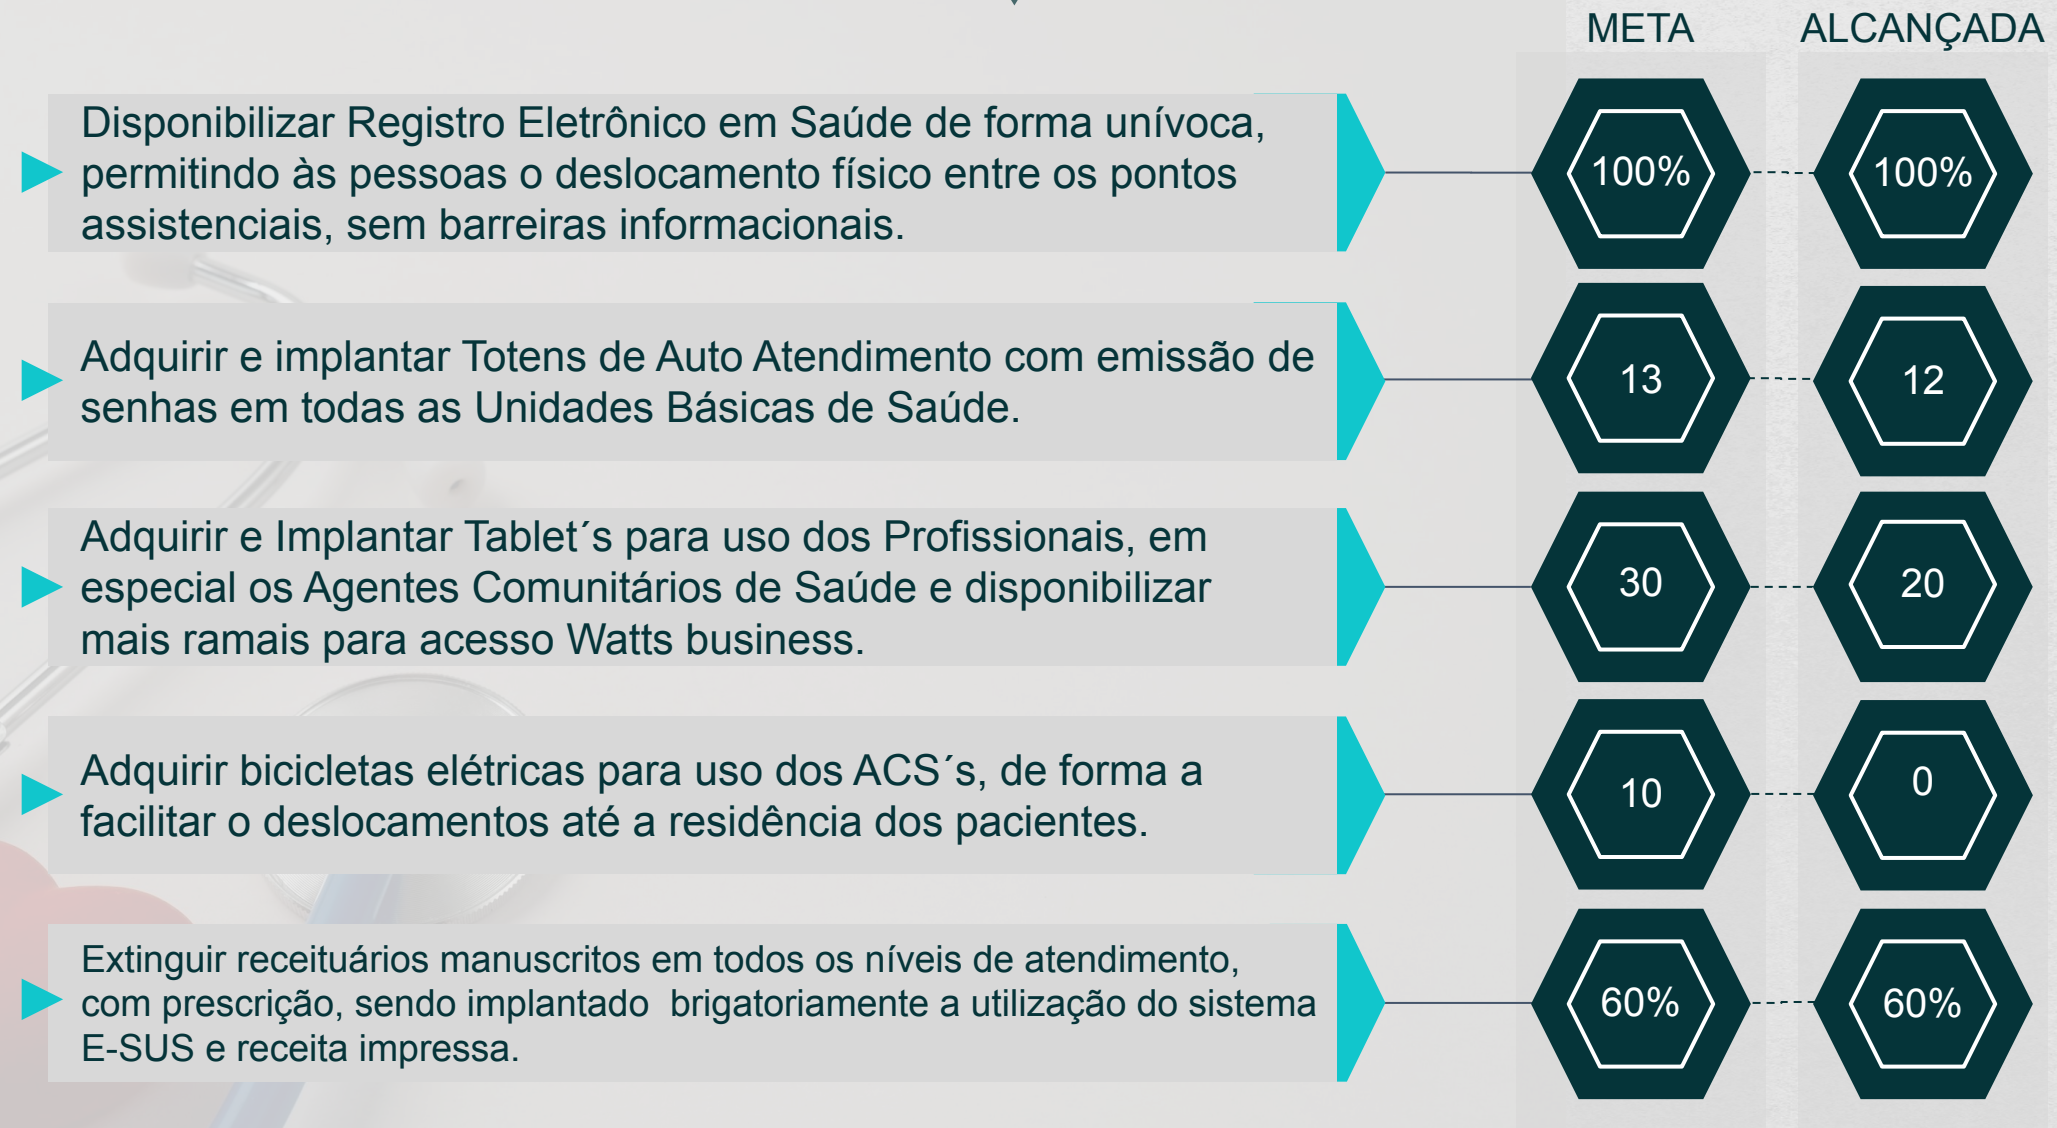 META ALCANÇADA
Disponibilizar Registro Eletrônico em Saúde de forma unívoca,
permitindo às pessoas o deslocamento físico entre os pontos
assistenciais, sem barreiras informacionais.
100% 100%
Adquirir e implantar Totens de Auto Atendimento com emissão de
senhas em todas as Unidades Básicas de Saúde.
13 12
Adquirir e Implantar Tablet´s para uso dos Profissionais, em
especial os Agentes Comunitários de Saúde e disponibilizar
mais ramais para acesso Watts business.
30 20
Adquirir bicicletas elétricas para uso dos ACS´s, de forma a
facilitar o deslocamentos até a residência dos pacientes.
10 0
Extinguir receituários manuscritos em todos os níveis de atendimento,
com prescrição, sendo implantado  brigatoriamente a utilização do sistema
E-SUS e receita impressa.
60% 60%